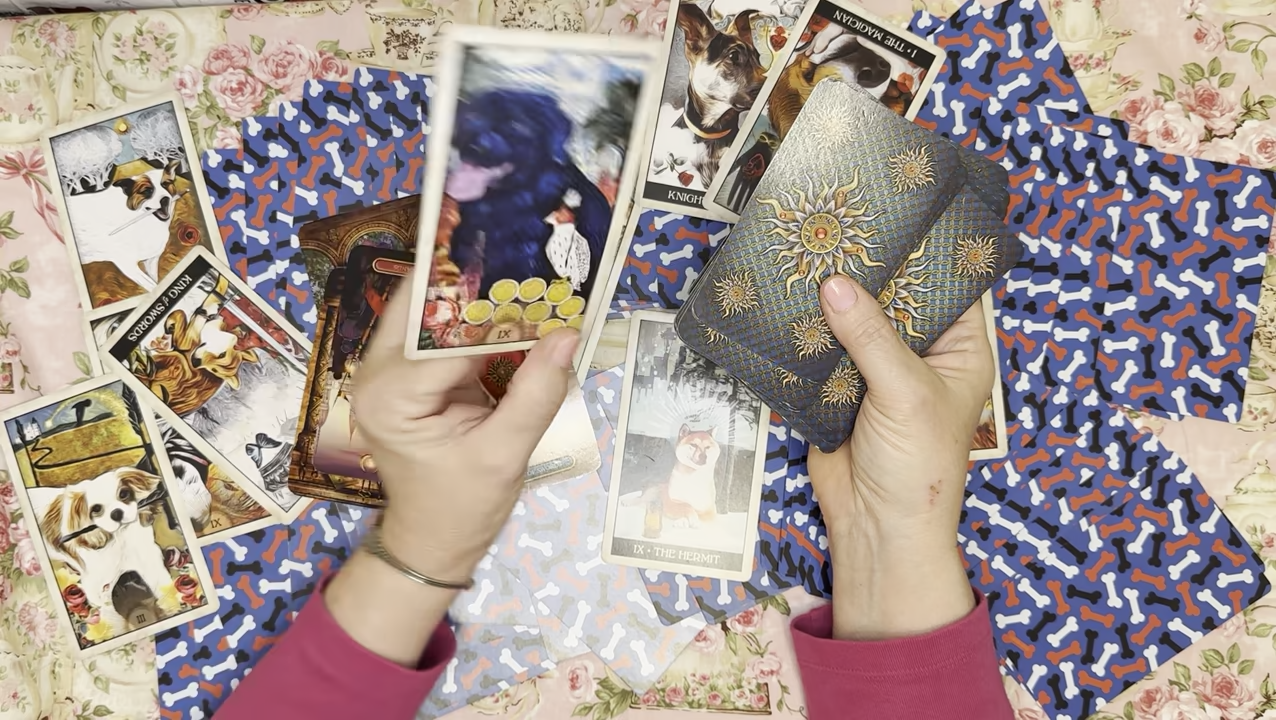 I • THE MAGICIAN
KNIGH
KING of SWORDS
IX
IX
III
IX • THE HERMIT